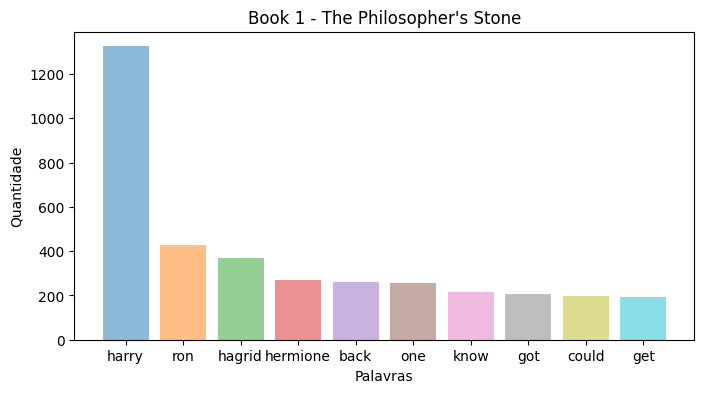 Book 1 - The Philosopher's Stone
Quantidade
1200
1000
800
600
400
200
0
harry ron hagrid hermione back one know got could get
Palavras